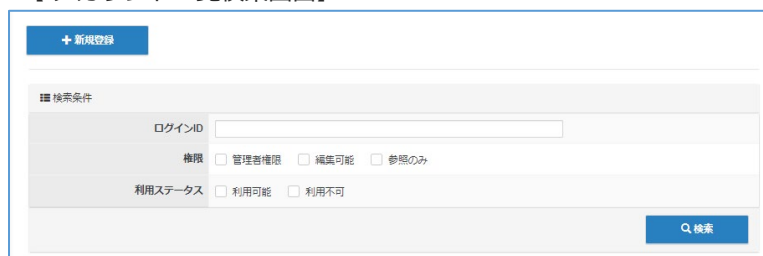 + 新規登録
検索条件
ログインID
権限 管理者権限 編集可能 参照のみ
利用ステータス 利用可能 利用不可
検索